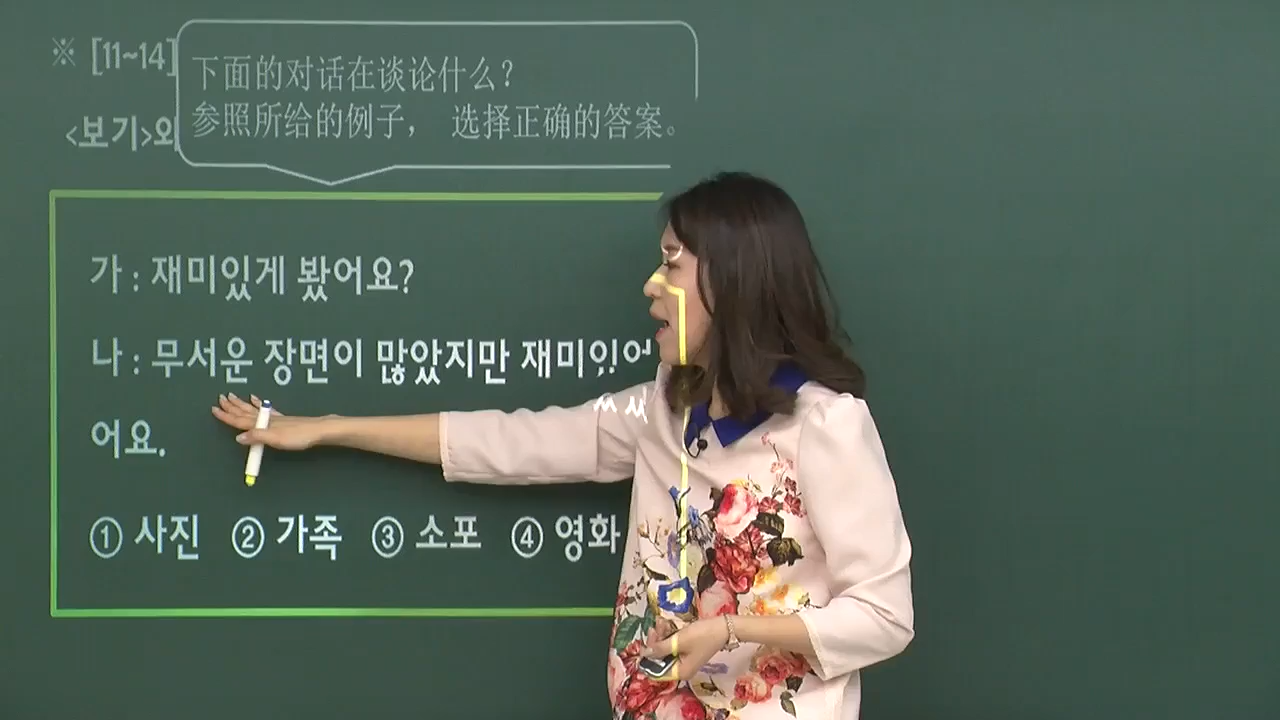 ※ [11~14]
下面的对话在谈论什么?
参照所给的例子， 选择正确的答案。
<보기>와
가 : 재미있게 봤어요?
나 : 무서운 장면이 많았지만 재미있어
어요.
① 사진 ② 가족 ③ 소포 ④ 영화